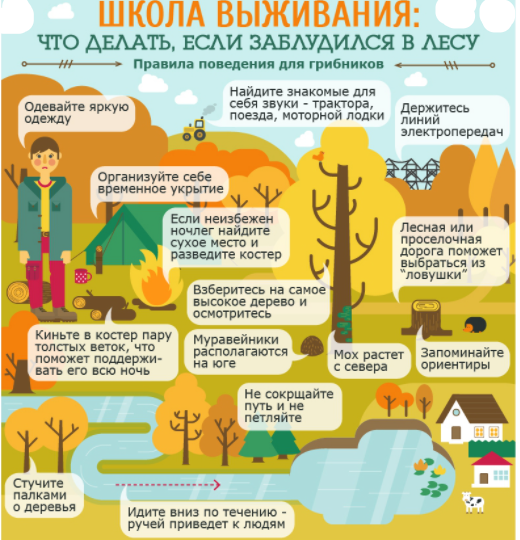 ШКОЛА ВЫЖИВАНИЯ:
ЧТО ДЕЛАТЬ, ЕСЛИ ЗАБЛУДИЛСЯ В ЛЕСУ
Правила поведения для грибников
Одевайте яркую
одежду
Найдите знакомые для
себя звуки - трактора,
поезда, моторной лодки
Держитесь
линий
электропередач
Организуйте себе
временное укрытие
Если неизбежен
ночлег найдите
сухое место и
разведите костер
Лесная или
проселочная
дорога поможет
выбраться из
“ловушки”
Взберитесь на самое
высокое дерево и
осмотритесь
Киньте в костер пару
толстых веток, что
поможет поддержи-
вать его всю ночь
Муравейники
располагаются
на юге
Мох растет
с севера
Запоминайте
ориентиры
Не сокрщайте
путь и не
петляйте
Стучите
палками
о деревья
Идите вниз по течению -
ручей приведет к людям